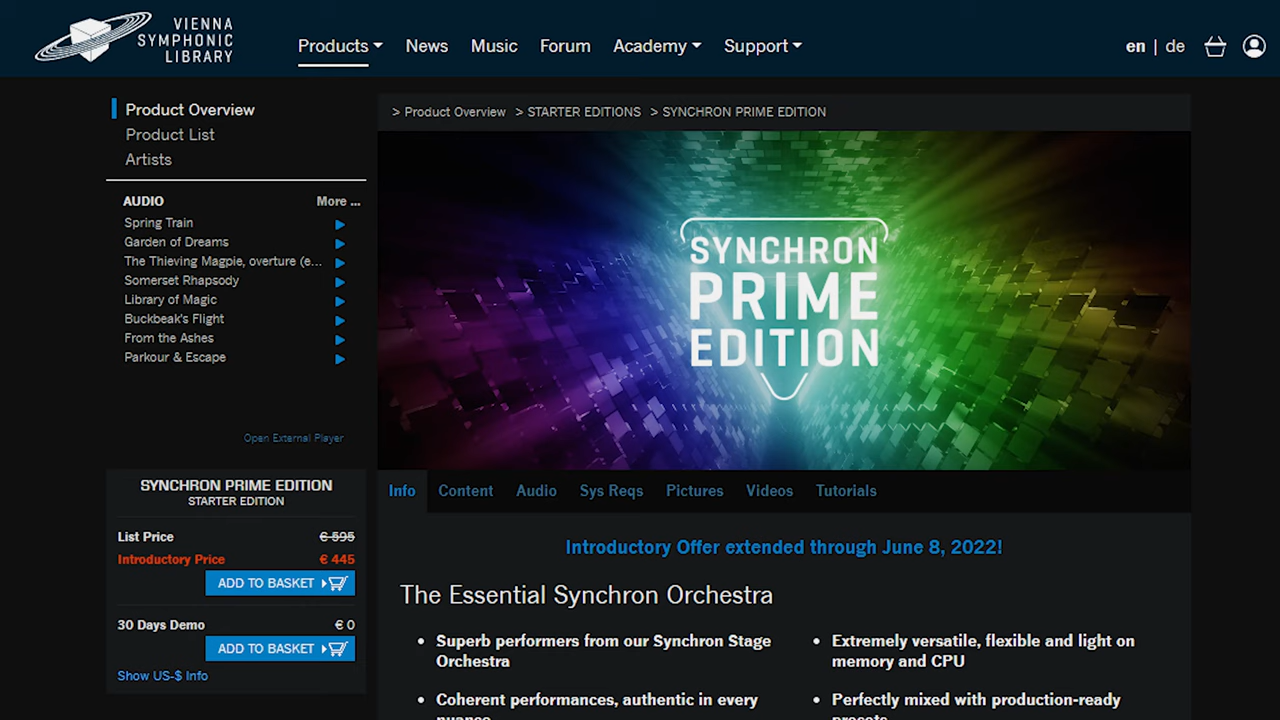 VIENNA
SYMPHONIC
LIBRARY
Products
News
Music
Forum
Academy
Support
en | de
Product Overview
Product List
Artists
AUDIO
More ...
Spring Train
Garden of Dreams
The Thieving Magpie, overture (e...
Somerset Rhapsody
Library of Magic
Buckbeak's Flight
From the Ashes
Parkour & Escape
Open External Player
SYNCHRON PRIME EDITION
STARTER EDITION
List Price € 595
Introductory Price € 445
ADD TO BASKET
30 Days Demo € 0
ADD TO BASKET
Show US-$ Info
> Product Overview > STARTER EDITIONS > SYNCHRON PRIME EDITION
SYNCHRON
PRIME
EDITION
Info
Content
Audio
Sys Reqs
Pictures
Videos
Tutorials
Introductory Offer extended through June 8, 2022!
The Essential Synchron Orchestra
• Superb performers from our Synchron Stage
Orchestra
• Coherent performances, authentic in every
nuance
• Extremely versatile, flexible and light on
memory and CPU
• Perfectly mixed with production-ready
presets